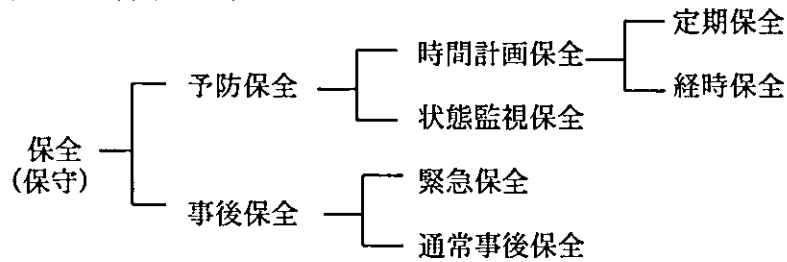 定期保全
時間計画保全
予防保全
経時保全
状態監視保全
保全
(保守)
緊急保全
事後保全
通常事後保全